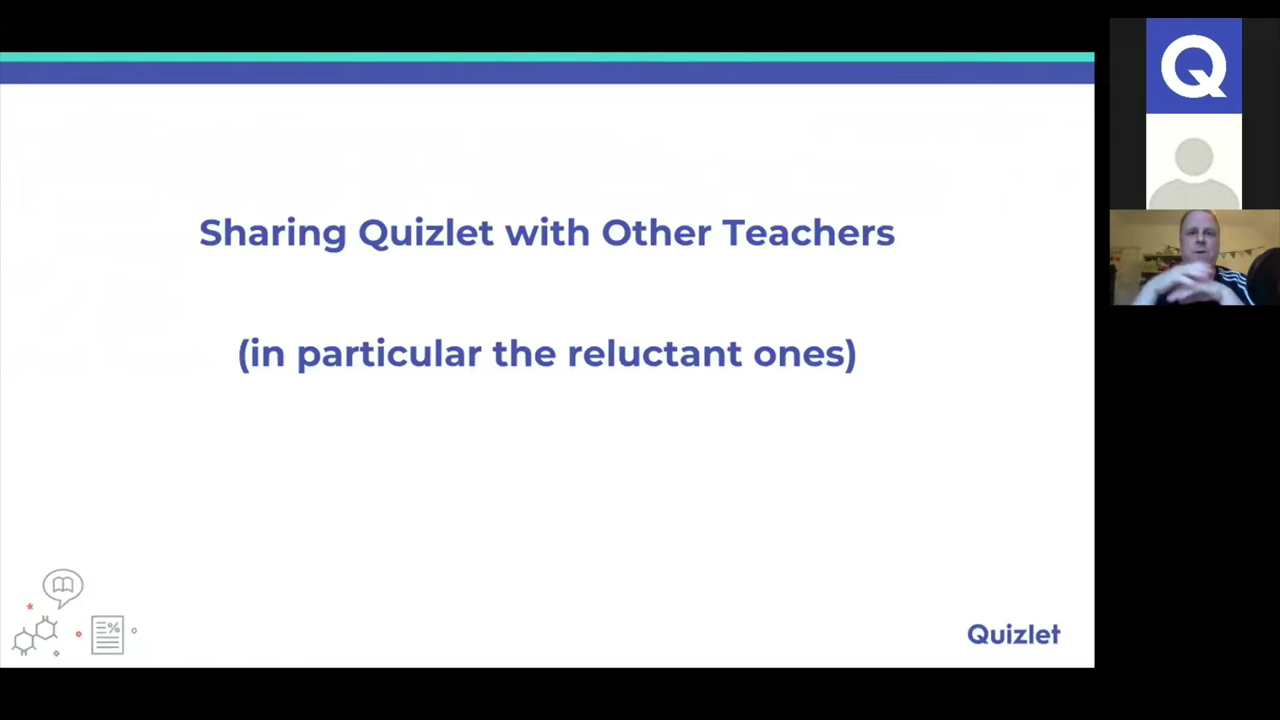 Sharing Quizlet with Other Teachers
(in particular the reluctant ones)
Quizlet
Q
%